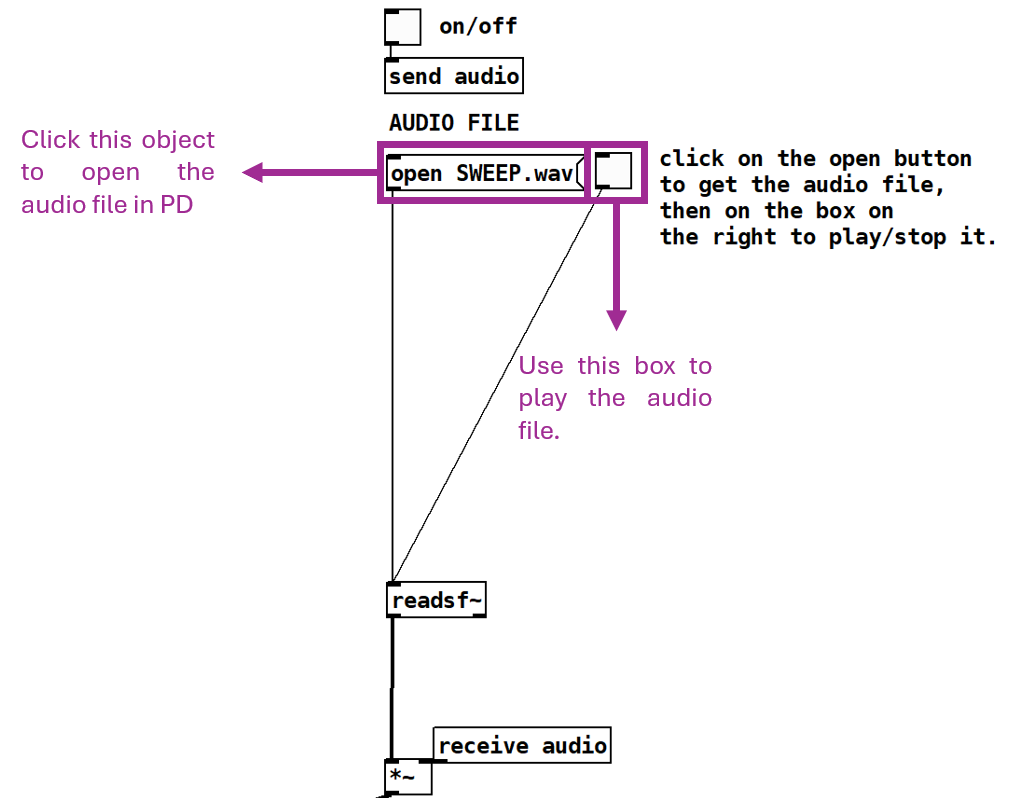 on/off
send audio
AUDIO FILE
Click this object
to open the
audio file in PD
open SWEEP.wav
click on the open button
to get the audio file,
then on the box on
the right to play/stop it.
Use this box to
play the audio
file.
readsf~
receive audio
*~